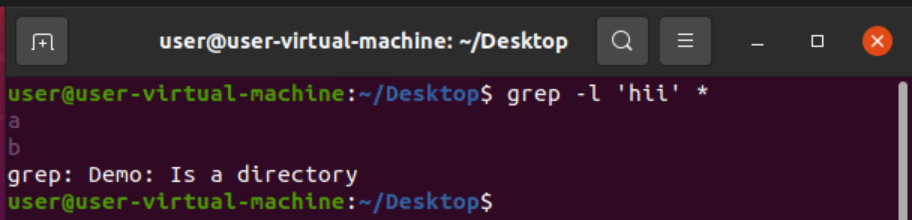 user@user-virtual-machine: ~/Desktop
user@user-virtual-machine:~/Desktop$ grep -l 'hii' *
a
b
grep: Demo: Is a directory
user@user-virtual-machine:~/Desktop$